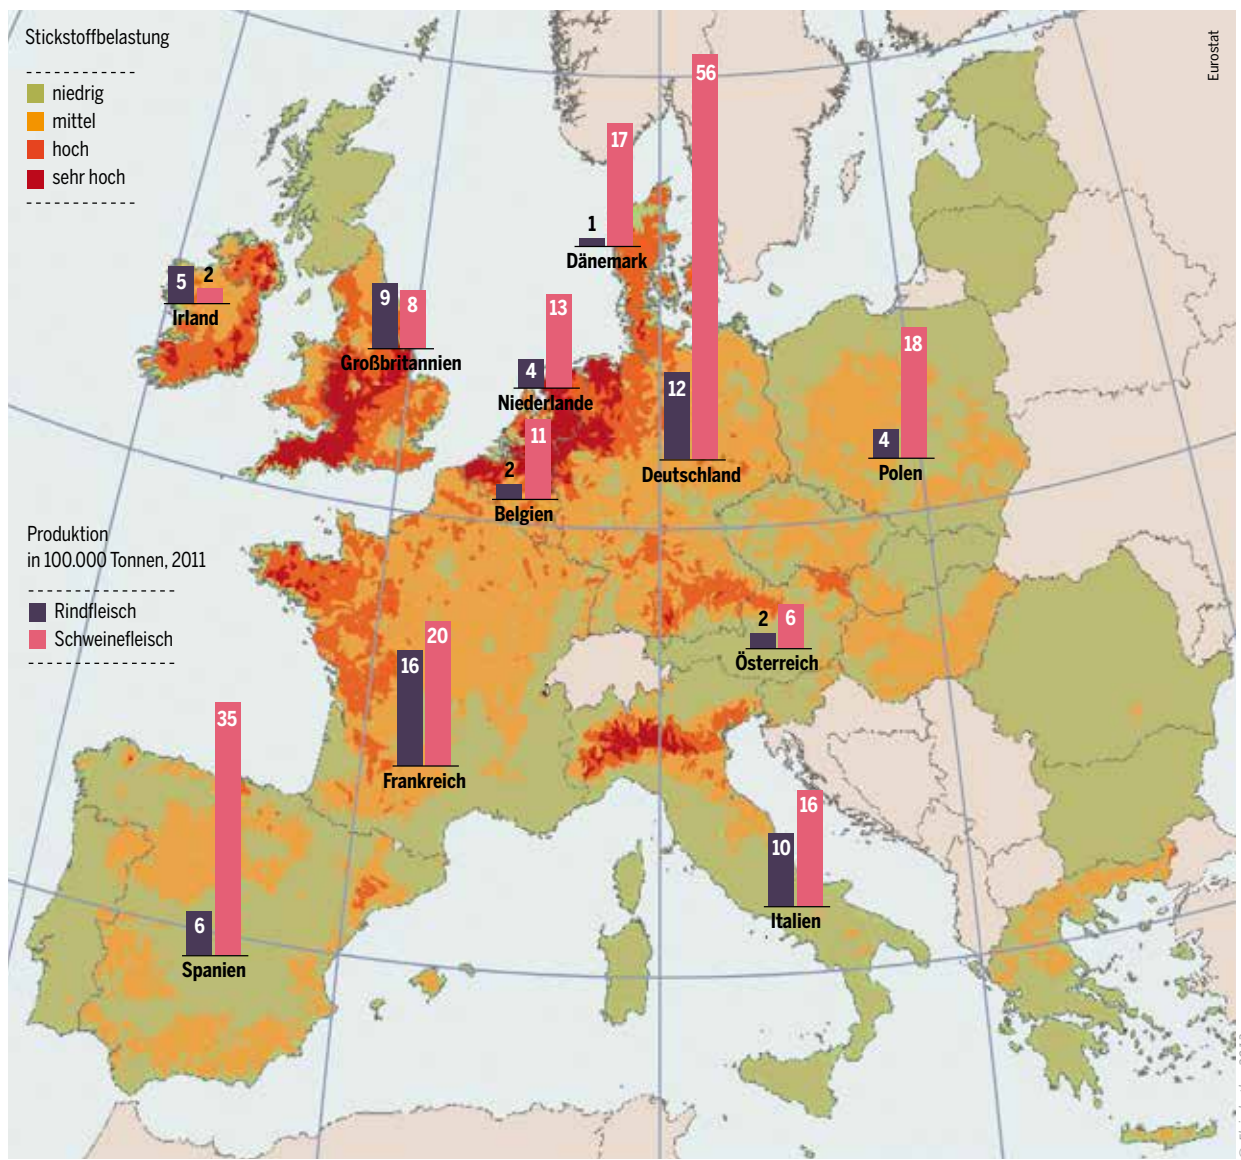 Stickstoffbelastung
niedrig
mittel
hoch
sehr hoch
Eurostat
56
17
1
Dänemark
5
2
Irland
9
8
Großbritannien
13
4
Niederlande
12
Deutschland
18
4
Polen
11
2
Belgien
Produktion
in 100.000 Tonnen, 2011
Rindfleisch
Schweinefleisch
2
6
Österreich
20
16
Frankreich
35
6
Spanien
16
10
Italien